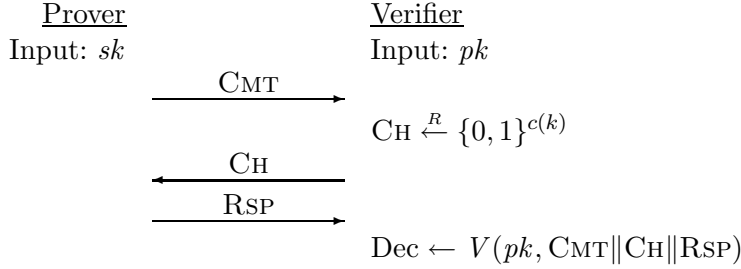 Prover Verifier
Input: sk Input: pk
CMT
CH ←R {0, 1}^c(k)
CH
RSP
Dec ← V(pk, CMT‖CH‖RSP)